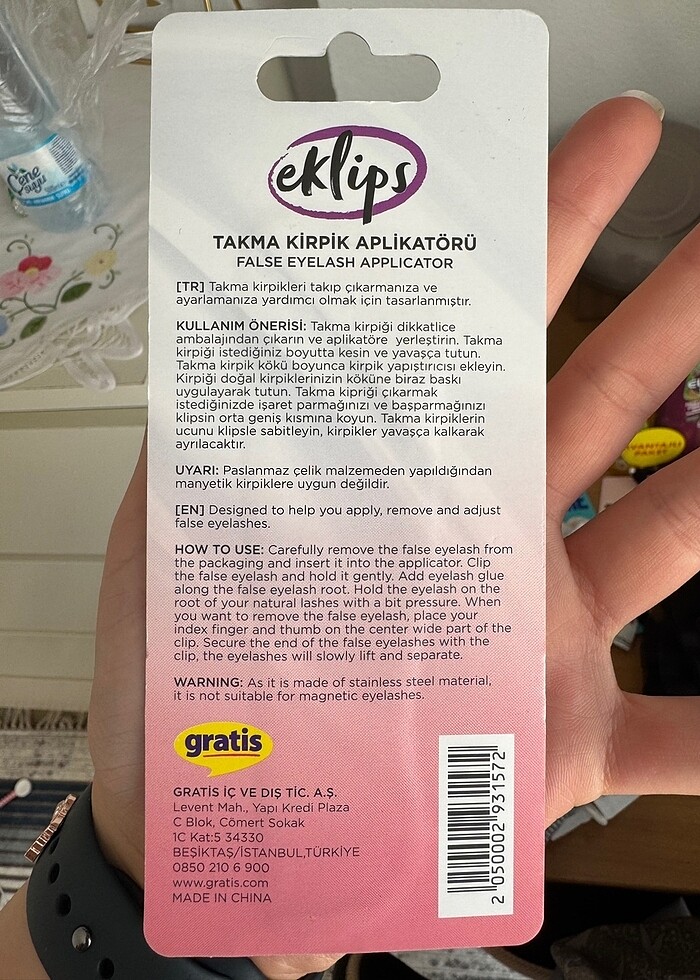 eklips
TAKMA KİRPİK APLİKATÖRÜ
FALSE EYELASH APPLICATOR
[TR] Takma kirpikleri takıp çıkarmanıza ve
ayarlamanıza yardımcı olmak için tasarlanmıştır.
KULLANIM ÖNERİSİ: Takma kirpiği dikkatlice
ambalajından çıkarın ve aplikatöre yerleştirin. Takma
kirpiği istediğiniz boyutta kesin ve yavaşça tutun.
Takma kirpik kökü boyunca kirpik yapıştırıcısı ekleyin.
Kirpiği doğal kirpiklerinizin köküne biraz baskı
uygulayarak tutun. Takma kipriği çıkarmak
istediğinizde işaret parmağınızı ve başparmağınızı
klipsin orta geniş kısmına koyun. Takma kirpiklerin
ucunu klipsle sabitleyin, kirpikler yavaşça kalkarak
ayrılacaktır.
UYARI: Paslanmaz çelik malzemeden yapıldığından
manyetik kirpiklere uygun değildir.
[EN] Designed to help you apply, remove and adjust
false eyelashes.
HOW TO USE: Carefully remove the false eyelash from
the packaging and insert it into the applicator. Clip
the false eyelash and hold it gently. Add eyelash glue
along the false eyelash root. Hold the eyelash on the
root of your natural lashes with a bit pressure. When
you want to remove the false eyelash, place your
index finger and thumb on the center wide part of the
clip. Secure the end of the false eyelashes with the
clip, the eyelashes will slowly lift and separate.
WARNING: As it is made of stainless steel material,
it is not suitable for magnetic eyelashes.
gratis
GRATİS İÇ VE DIŞ TİC. A.Ş.
Levent Mah., Yapı Kredi Plaza
C Blok, Cömert Sokak
1C Kat:5 34330
BEŞİKTAŞ/İSTANBUL,TÜRKİYE
0850 210 6 900
www.gratis.com
MADE IN CHINA
2 050002 931572
Çene
suyu
AVANTAJLI
PAKET